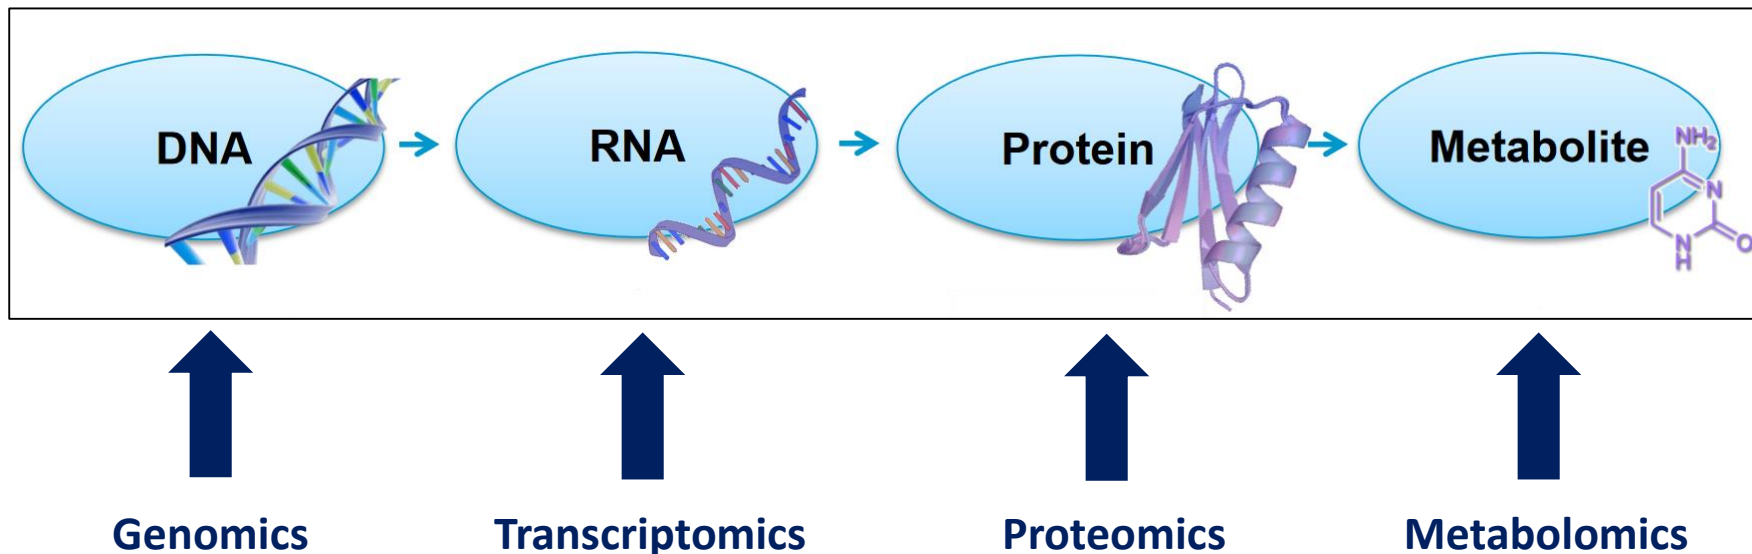 DNA
RNA
Protein
Metabolite
NH₂
N
N
H
O
Genomics
Transcriptomics
Proteomics
Metabolomics